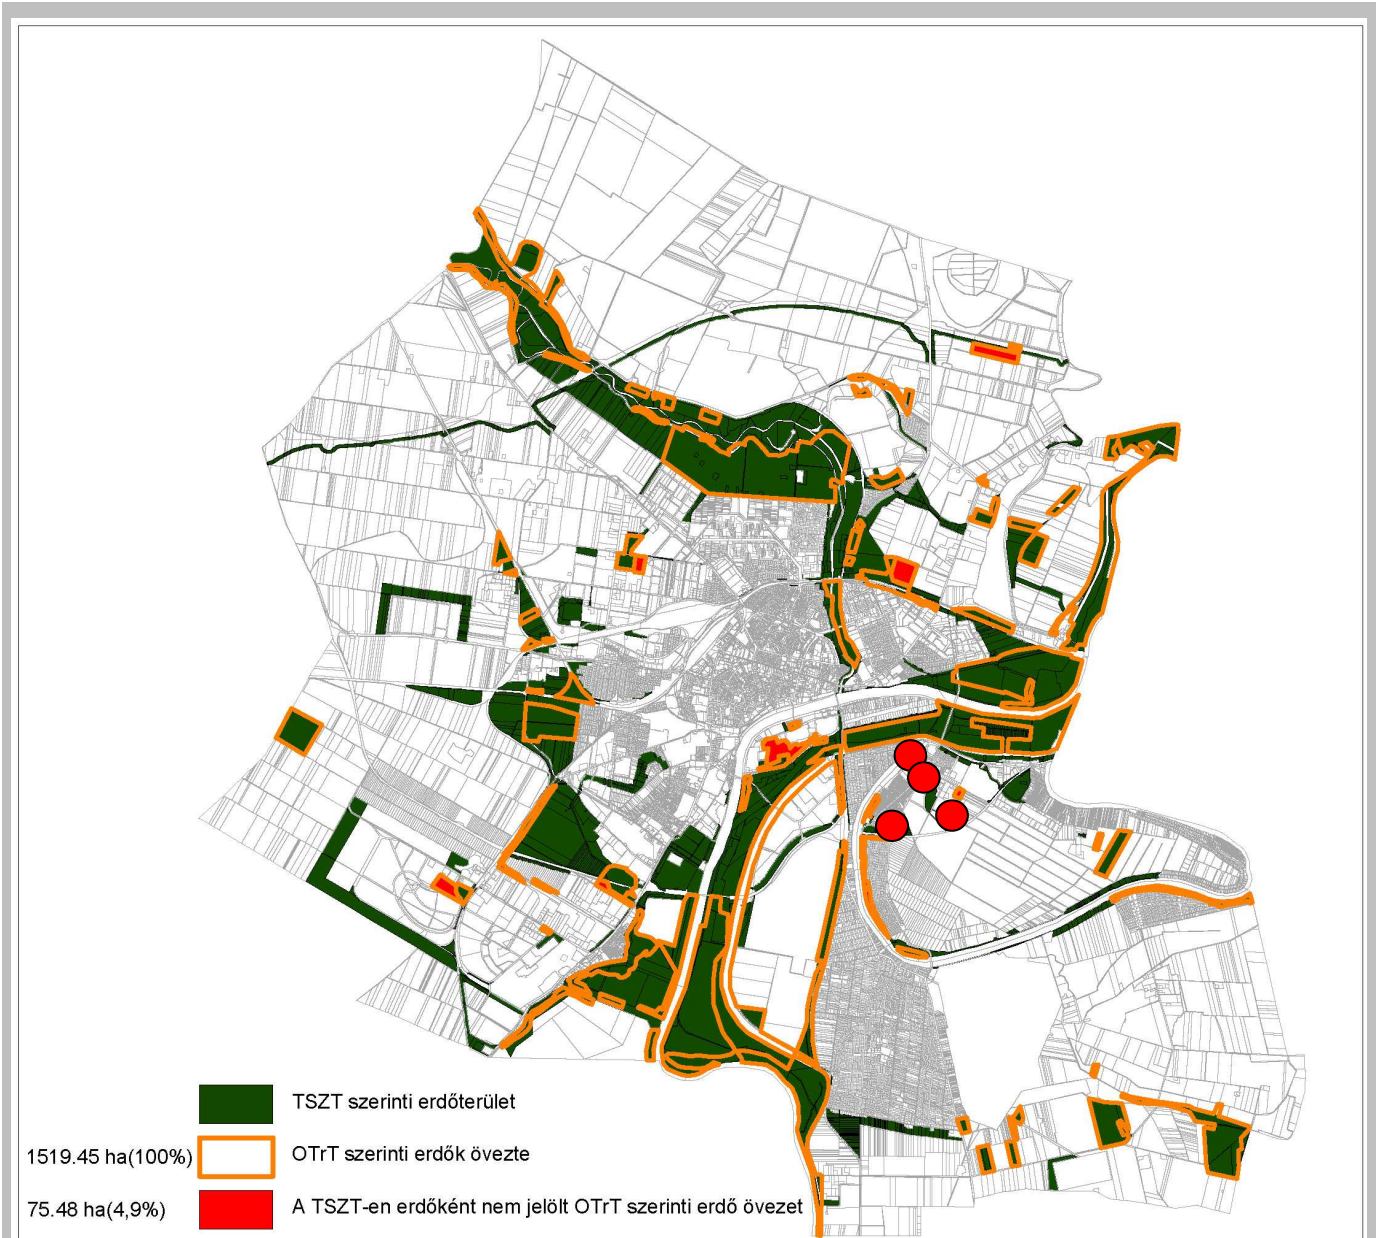 TSZT szerinti erdőterület
1519.45 ha(100%) OTrT szerinti erdők övezte
75.48 ha(4,9%) A TSZT-en erdőként nem jelölt OTrT szerinti erdő övezet